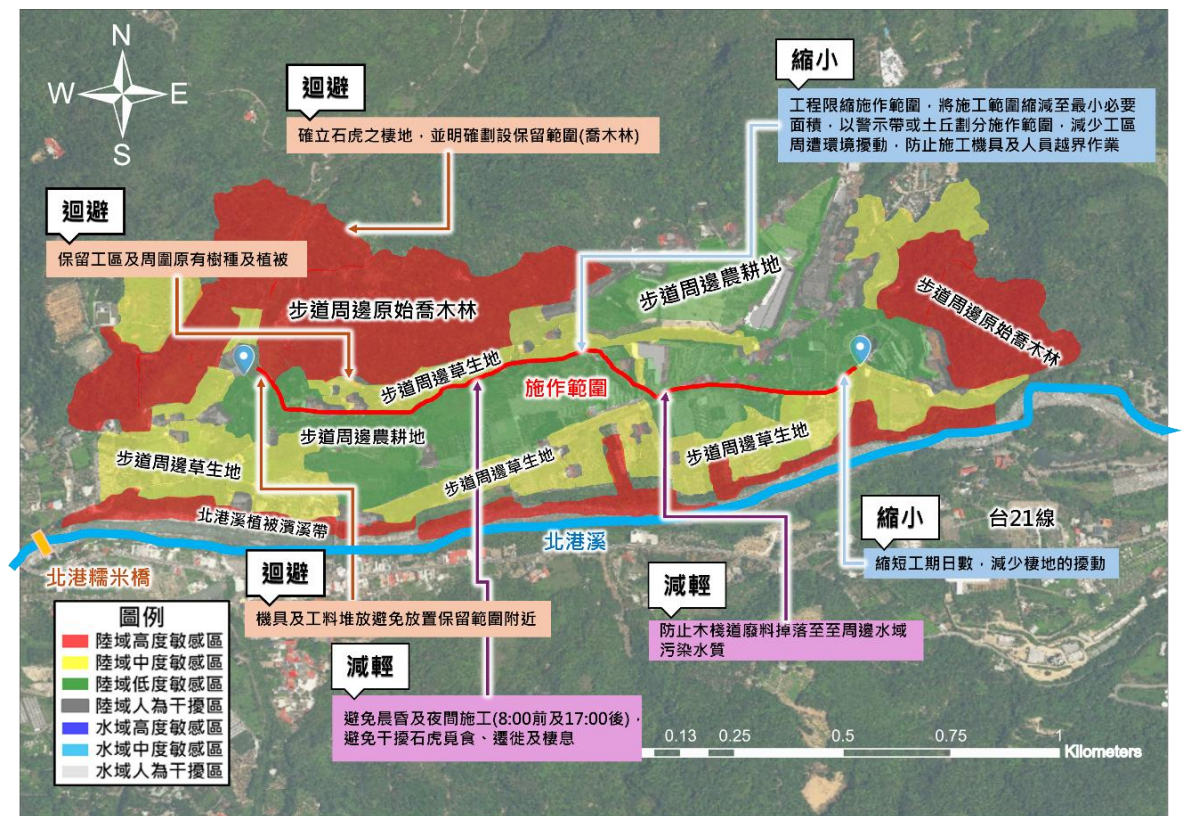 N
W E
S
迴避
確立石虎之棲地，並明確劃設保留範圍(喬木林)
縮小
工程限縮施作範圍，將施工範圍縮減至最小必要
面積，以警示帶或土丘劃分施作範圍，減少工區
周遭環境擾動，防止施工機具及人員越界作業
迴避
保留工區及周圍原有樹種及植被
步道周邊原始喬木林
步道周邊農耕地
步道周邊原始喬木林
步道周邊草生地
施作範圍
步道周邊農耕地
步道周邊草生地
步道周邊草生地
步道周邊草生地
北港溪植被濱溪帶
北港溪
北港糯米橋
台21線
縮小
縮短工期日數，減少棲地的擾動
迴避
機具及工料堆放避免放置保留範圍附近
減輕
防止木棧道廢料掉落至至周邊水域
污染水質
減輕
避免晨昏及夜間施工(8:00前及17:00後)，
避免干擾石虎覓食、遷徙及棲息
圖例
陸域高度敏感區
陸域中度敏感區
陸域低度敏感區
陸域人為干擾區
水域高度敏感區
水域中度敏感區
水域人為干擾區
0.13 0.25 0.5 0.75 1
Kilometers